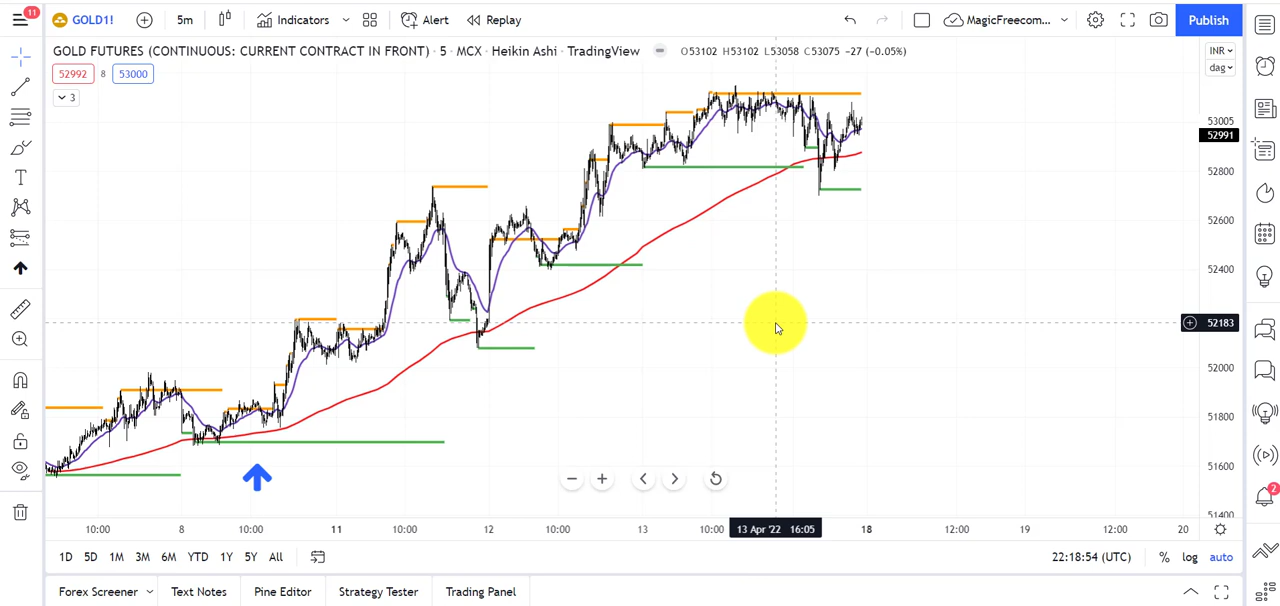 11
GOLD1!
5m
Indicators
Alert
Replay
MagicFreecom...
Publish
GOLD FUTURES (CONTINUOUS: CURRENT CONTRACT IN FRONT) · 5 · MCX · Heikin Ashi · TradingView
O53102 H53102 L53058 C53075 −27 (−0.05%)
INR
52992
8
53000
dag
3
53005
52991
52800
52600
52400
52183
52000
51800
51600
51400
10:00
8
10:00
11
10:00
12
10:00
13
10:00
13 Apr '22 16:05
18
12:00
19
12:00
20
1D
5D
1M
3M
6M
YTD
1Y
5Y
All
22:18:54 (UTC)
%
log
auto
2
Forex Screener
Text Notes
Pine Editor
Strategy Tester
Trading Panel